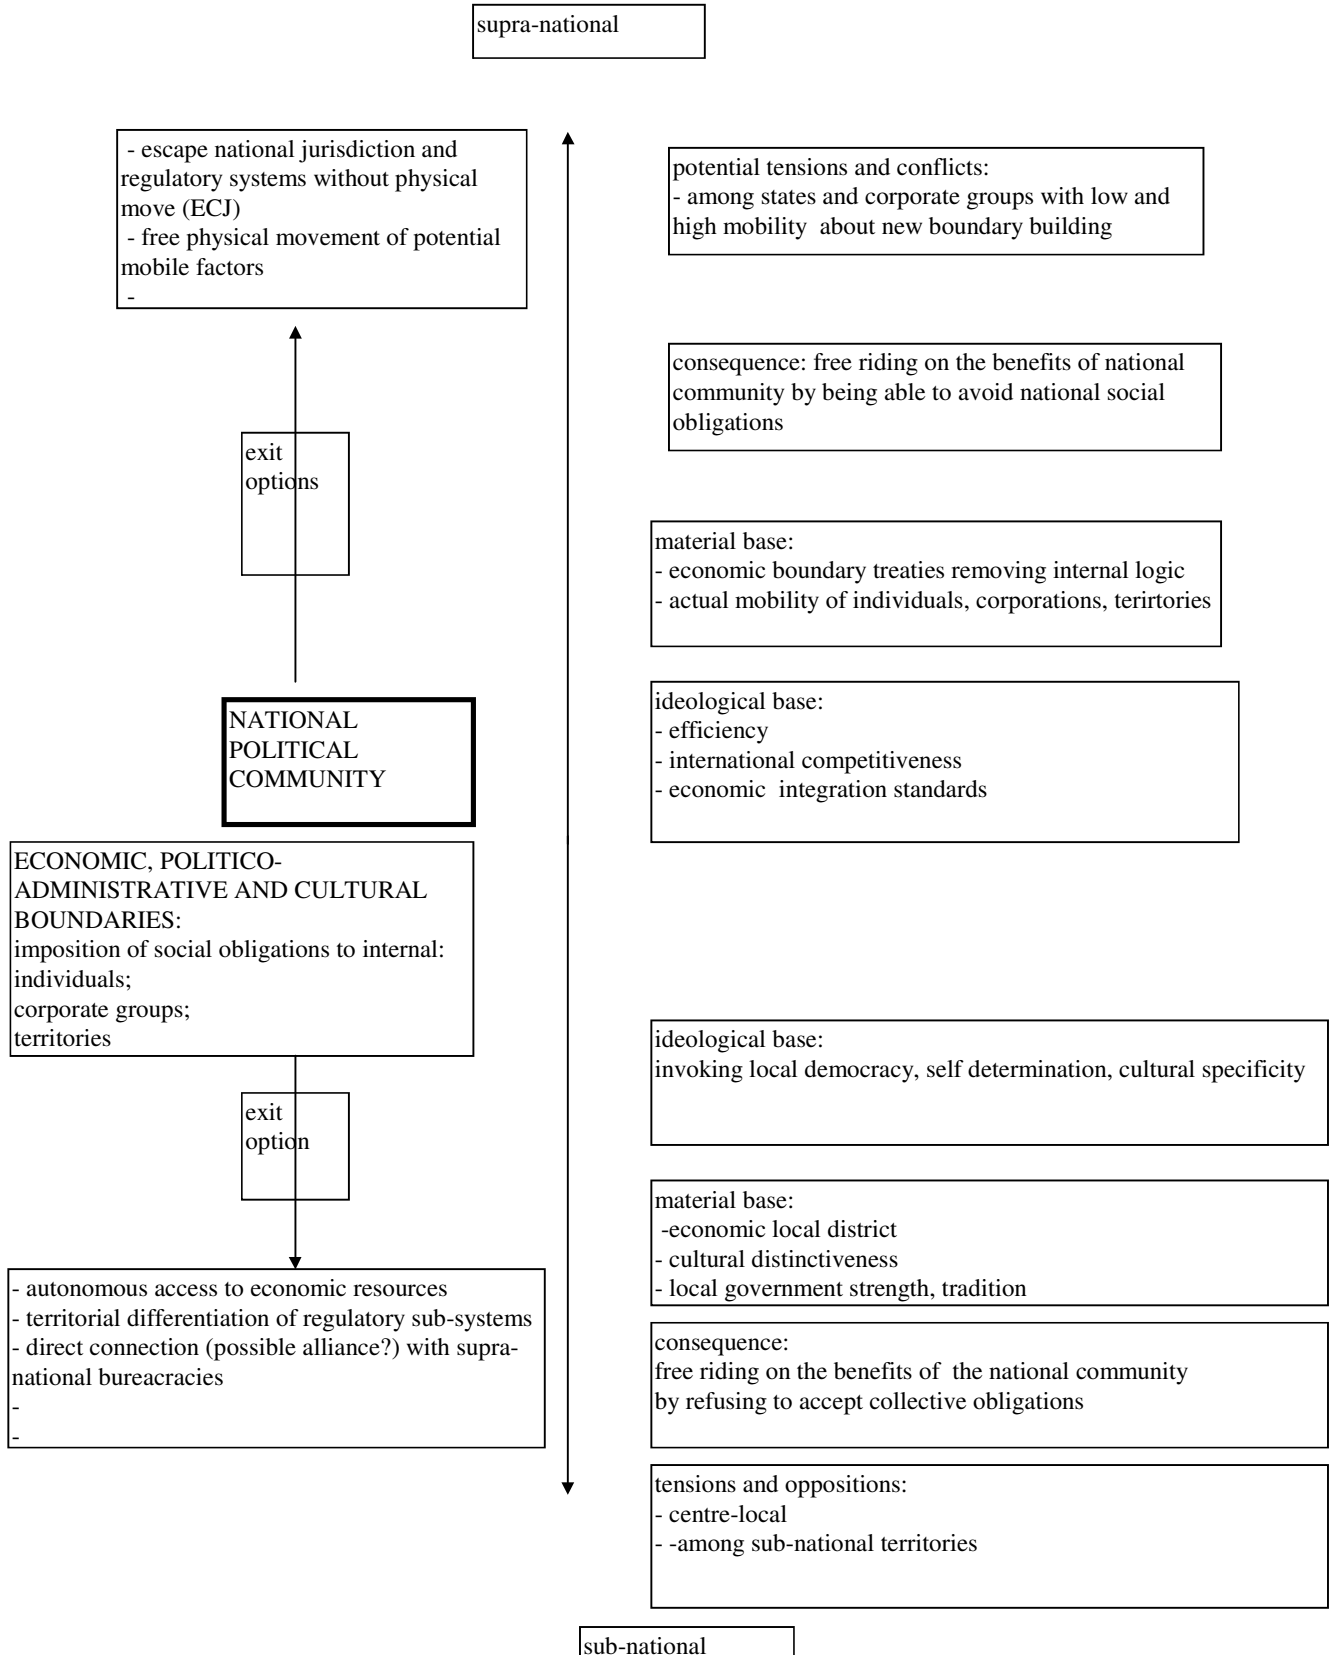 supra-national
- escape national jurisdiction and
regulatory systems without physical
move (ECJ)
- free physical movement of potential
mobile factors
-
potential tensions and conflicts:
- among states and corporate groups with low and
high mobility about new boundary building
consequence: free riding on the benefits of national
community by being able to avoid national social
obligations
exit
options
material base:
- economic boundary treaties removing internal logic
- actual mobility of individuals, corporations, terirtories
NATIONAL
POLITICAL
COMMUNITY
ideological base:
- efficiency
- international competitiveness
- economic integration standards
ECONOMIC, POLITICO-
ADMINISTRATIVE AND CULTURAL
BOUNDARIES:
imposition of social obligations to internal:
individuals;
corporate groups;
territories
ideological base:
invoking local democracy, self determination, cultural specificity
exit
option
material base:
-economic local district
- cultural distinctiveness
- local government strength, tradition
- autonomous access to economic resources
- territorial differentiation of regulatory sub-systems
- direct connection (possible alliance?) with supra-
national bureacracies
-
-
consequence:
free riding on the benefits of the national community
by refusing to accept collective obligations
tensions and oppositions:
- centre-local
- -among sub-national territories
sub-national